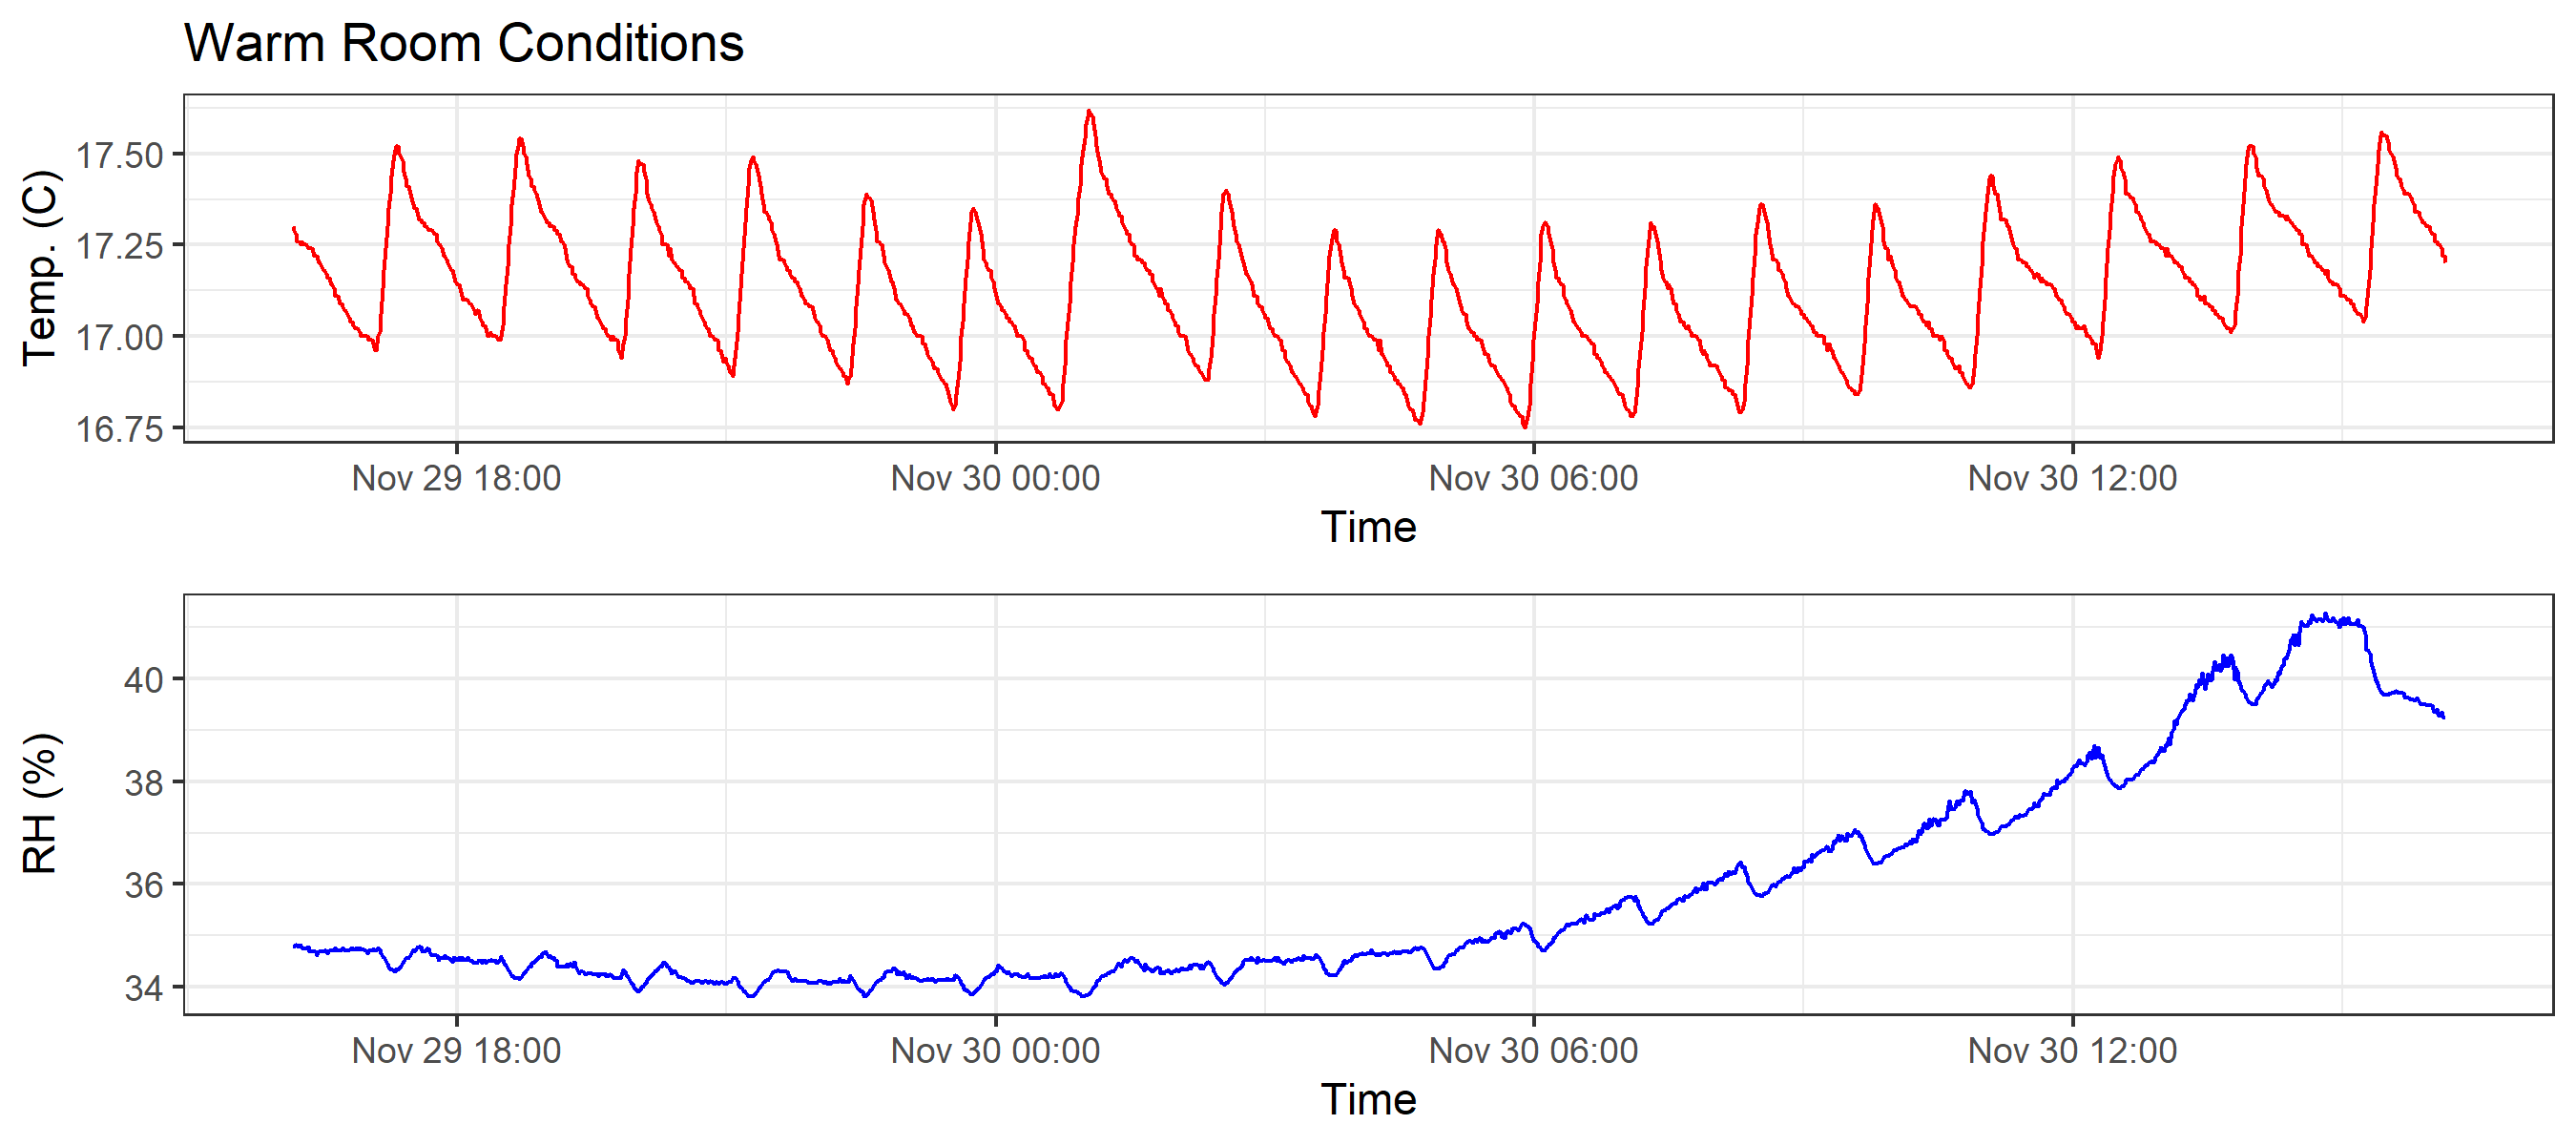 Warm Room Conditions
Temp. (C)
17.50
17.25
17.00
16.75
Nov 29 18:00 Nov 30 00:00 Nov 30 06:00 Nov 30 12:00
Time
RH (%)
40
38
36
34
Nov 29 18:00 Nov 30 00:00 Nov 30 06:00 Nov 30 12:00
Time